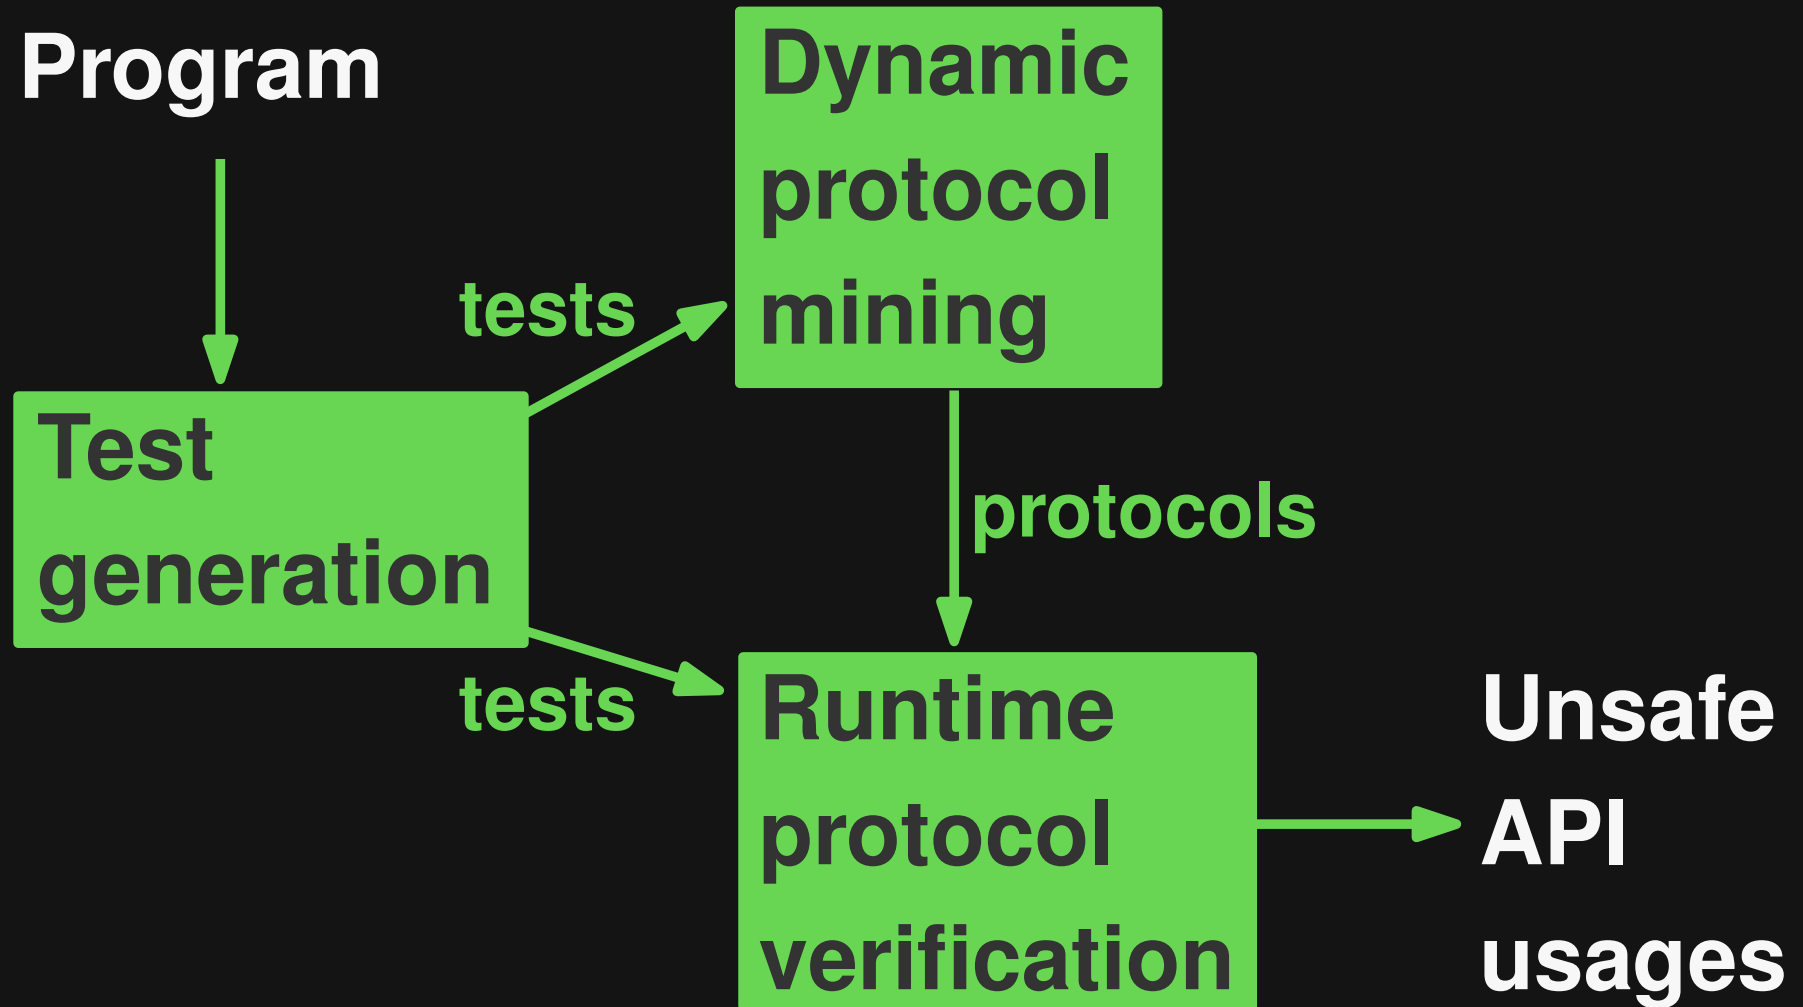 Program
Dynamic
protocol
mining
tests
Test
generation
protocols
tests
Runtime
protocol
verification
Unsafe
API
usages